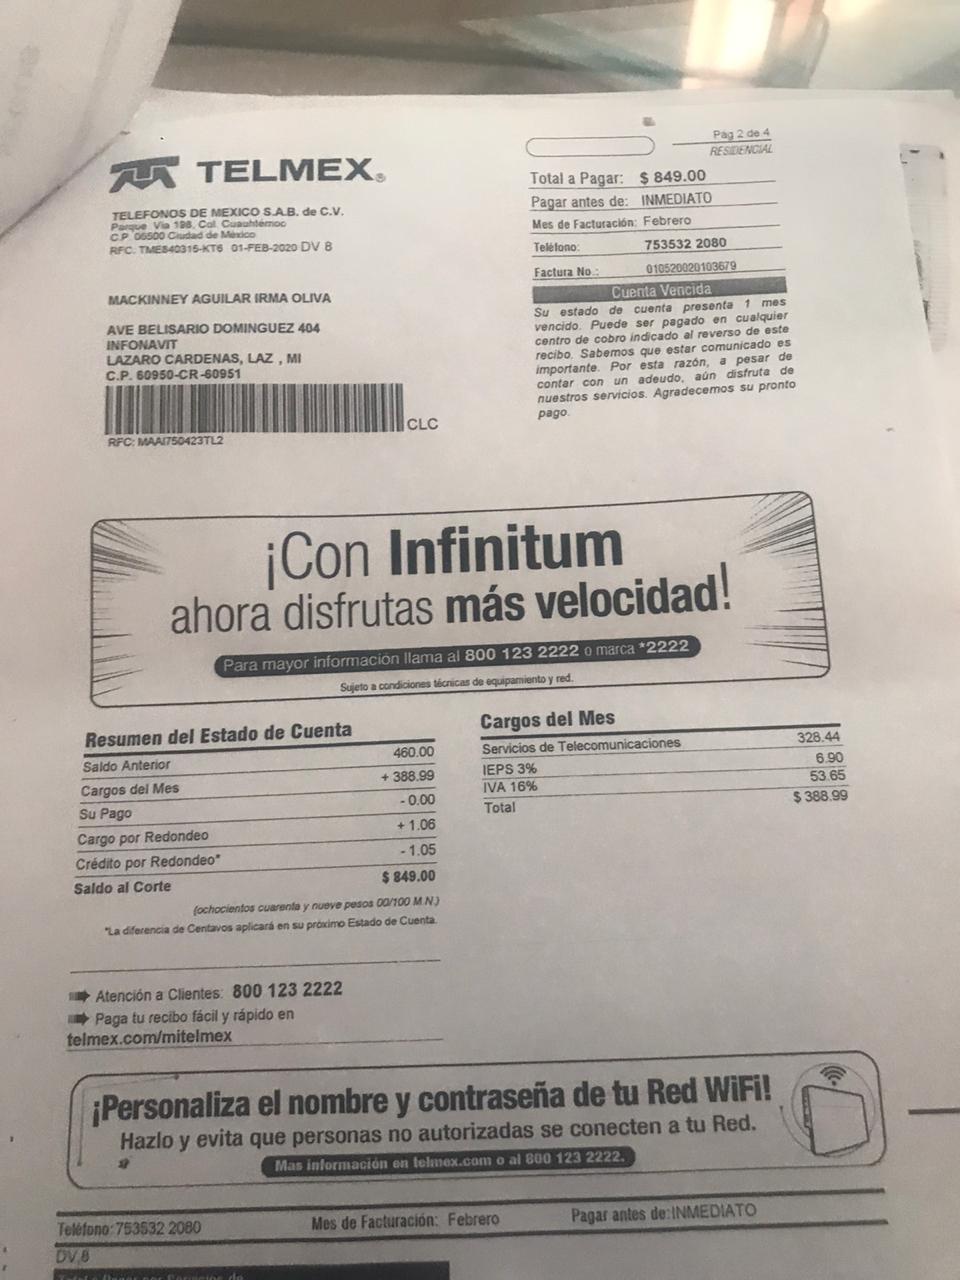 Pag 2 de 4
RESIDENCIAL
TELMEX®
TELEFONOS DE MEXICO S.A.B. de C.V.
Parque Via 198, Col. Cuauhtémoc
C.P. 06500 Ciudad de México
RFC. TME840315-KT6 01-FEB-2020 DV 8
Total a Pagar: $ 849.00
Pagar antes de: INMEDIATO
Mes de Facturación: Febrero
Teléfono: 753532 2080
Factura No.: 010520020103679
Cuenta Vencida
Su estado de cuenta presenta 1 mes
vencido. Puede ser pagado en cualquier
centro de cobro indicado al reverso de este
recibo. Sabemos que estar comunicado es
importante. Por esta razón, a pesar de
contar con un adeudo, aún disfruta de
nuestros servicios. Agradecemos su pronto
pago.
MACKINNEY AGUILAR IRMA OLIVA
AVE BELISARIO DOMINGUEZ 404
INFONAVIT
LAZARO CARDENAS, LAZ , MI
C.P. 60950-CR-60951
CLC
RFC: MAAI750423TL2
¡Con Infinitum
ahora disfrutas más velocidad!
Para mayor información llama al 800 123 2222 o marca *2222
Sujeto a condiciones técnicas de equipamiento y red.
Resumen del Estado de Cuenta
Saldo Anterior 460.00
Cargos del Mes + 388.99
Su Pago - 0.00
Cargo por Redondeo + 1.06
Crédito por Redondeo* - 1.05
Saldo al Corte $ 849.00
(ochocientos cuarenta y nueve pesos 00/100 M.N.)
*La diferencia de Centavos aplicará en su próximo Estado de Cuenta.
Cargos del Mes
Servicios de Telecomunicaciones 328.44
IEPS 3% 6.90
IVA 16% 53.65
Total $ 388.99
Atención a Clientes: 800 123 2222
Paga tu recibo fácil y rápido en
telmex.com/mitelmex
¡Personaliza el nombre y contraseña de tu Red WiFi!
Hazlo y evita que personas no autorizadas se conecten a tu Red.
Mas información en telmex.com o al 800 123 2222.
Teléfono: 753532 2080 Mes de Facturación: Febrero Pagar antes de:INMEDIATO
DV 8